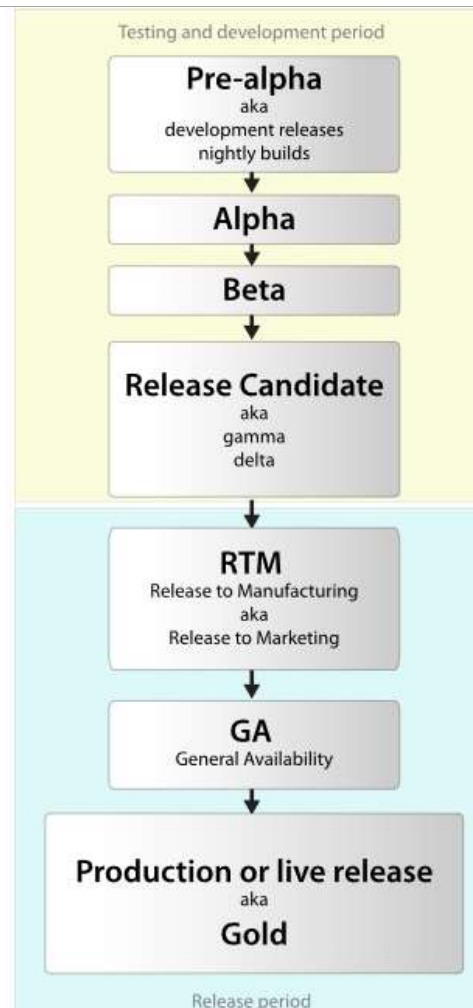 Testing and development period
Pre-alpha
aka
development releases
nightly builds
Alpha
Beta
Release Candidate
aka
gamma
delta
RTM
Release to Manufacturing
aka
Release to Marketing
GA
General Availability
Production or live release
aka
Gold
Release period